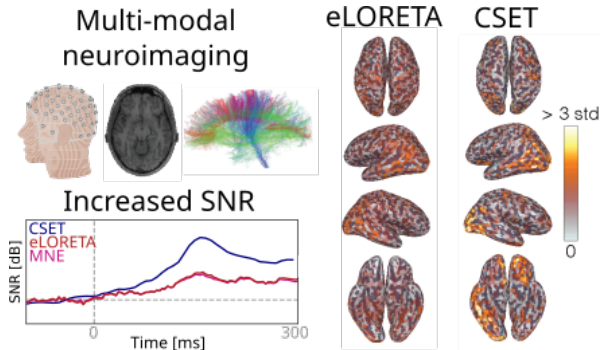 Multi-modal
neuroimaging
eLORETA
CSET
> 3 std
0
Increased SNR
CSET
eLORETA
MNE
SNR [dB]
0
300
Time [ms]